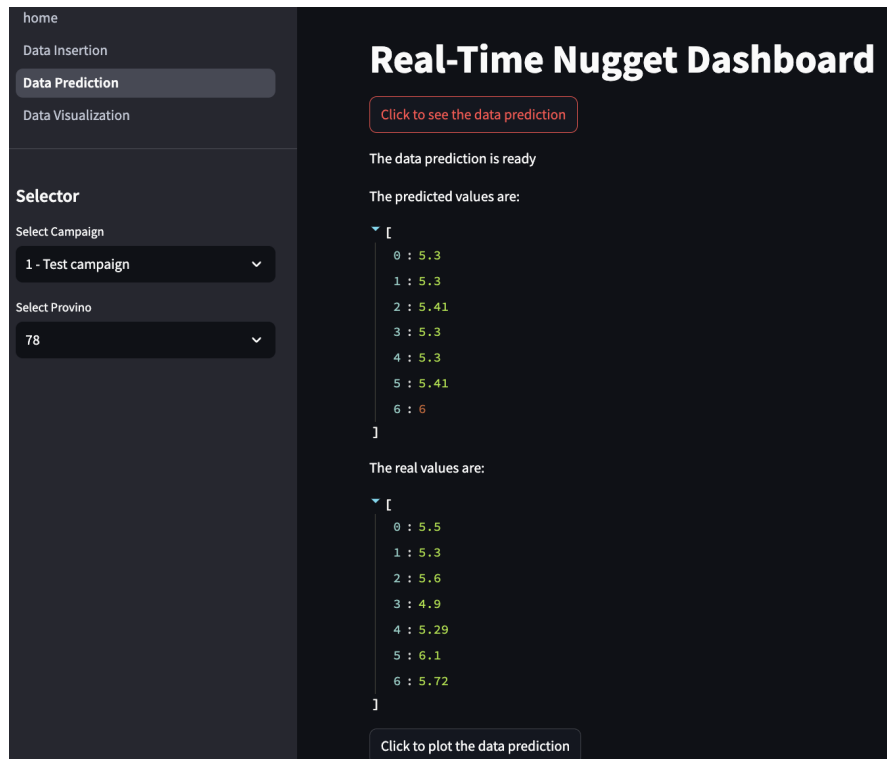 home
Data Insertion
Data Prediction
Data Visualization
Selector
Select Campaign
1 - Test campaign
Select Provino
78
Real-Time Nugget Dashboard
Click to see the data prediction
The data prediction is ready
The predicted values are:
[
0 : 5.3
1 : 5.3
2 : 5.41
3 : 5.3
4 : 5.3
5 : 5.41
6 : 6
]
The real values are:
[
0 : 5.5
1 : 5.3
2 : 5.6
3 : 4.9
4 : 5.29
5 : 6.1
6 : 5.72
]
Click to plot the data prediction